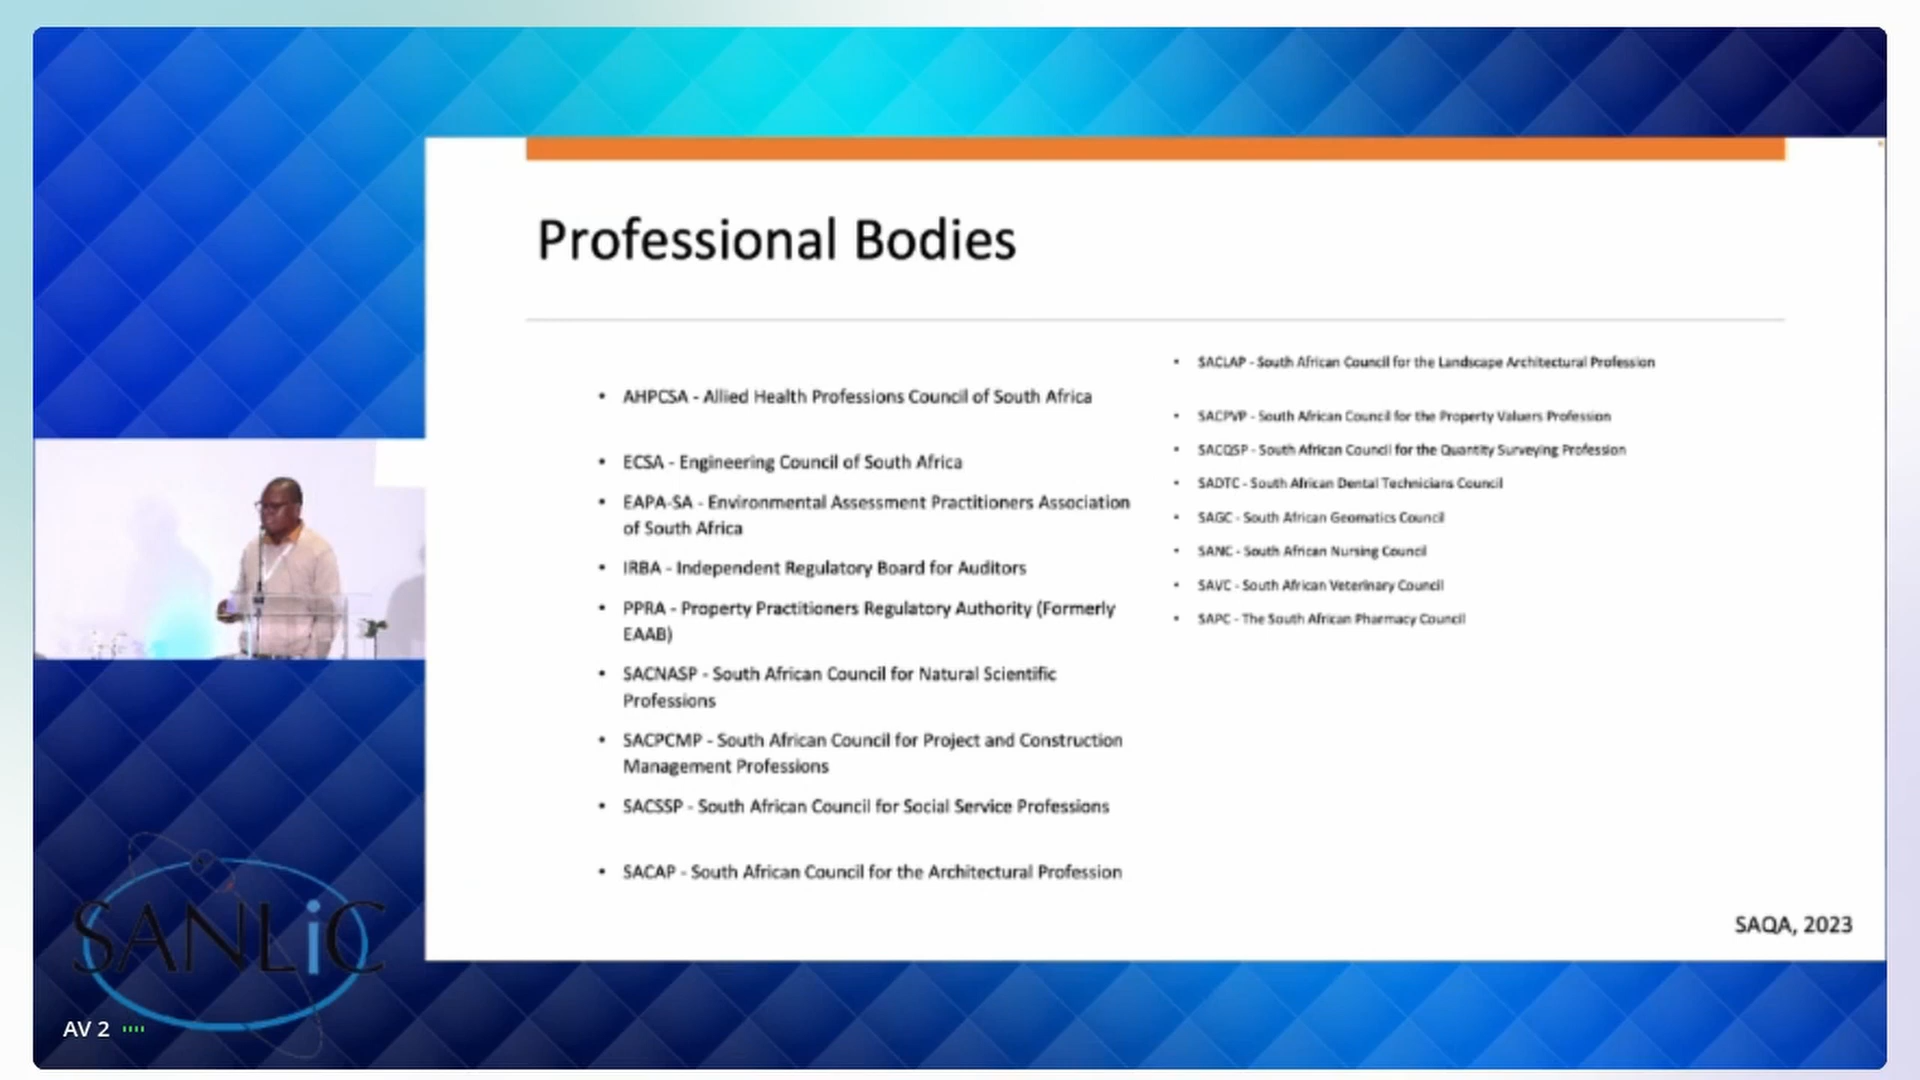 Professional Bodies
• AHPCSA - Allied Health Professions Council of South Africa
• ECSA - Engineering Council of South Africa
• EAPA-SA - Environmental Assessment Practitioners Association
of South Africa
• IRBA - Independent Regulatory Board for Auditors
• PPRA - Property Practitioners Regulatory Authority (Formerly
EAAB)
• SACNASP - South African Council for Natural Scientific
Professions
• SACPCMP - South African Council for Project and Construction
Management Professions
• SACSSP - South African Council for Social Service Professions
• SACAP - South African Council for the Architectural Profession
• SACLAP - South African Council for the Landscape Architectural Profession
• SACPVP - South African Council for the Property Valuers Profession
• SACQSP - South African Council for the Quantity Surveying Profession
• SADTC - South African Dental Technicians Council
• SAGC - South African Geomatics Council
• SANC - South African Nursing Council
• SAVC - South African Veterinary Council
• SAPC - The South African Pharmacy Council
SAQA, 2023
SANLiC
AV 2